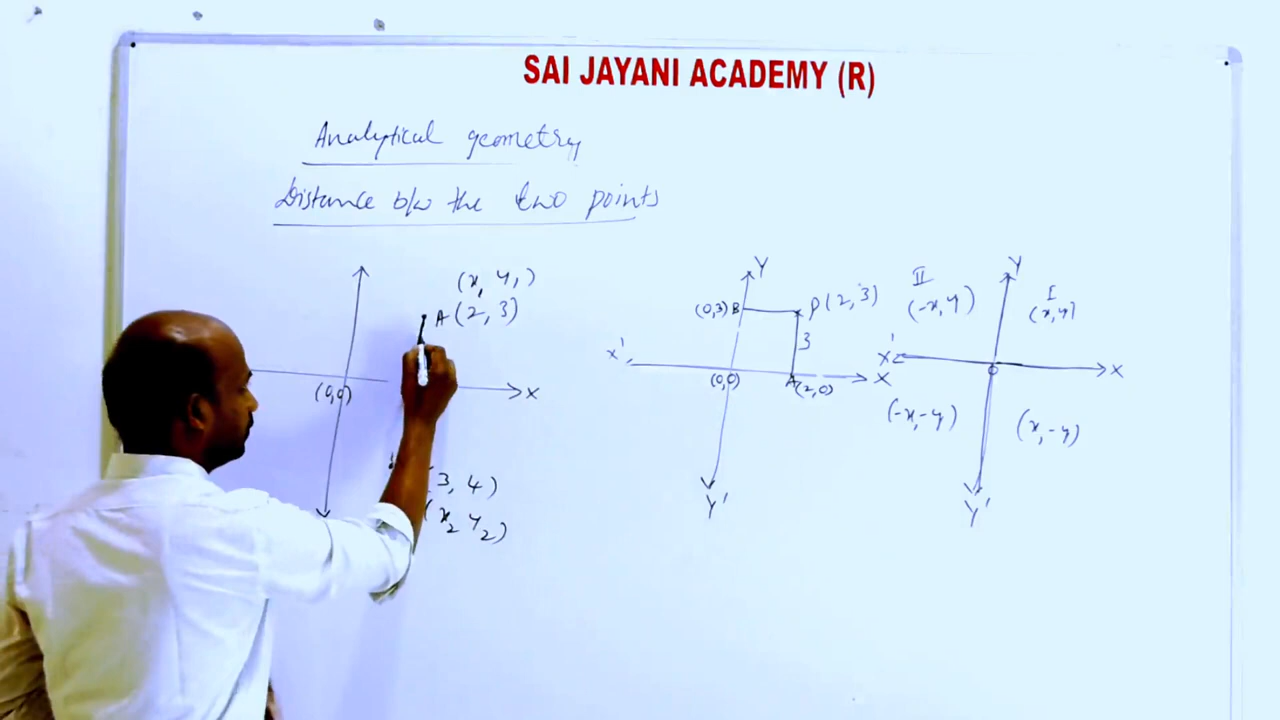 SAI JAYANI ACADEMY (R)
Analytical geometry
Distance b/w the two points
(x, y,)
A(2, 3)
(0,0)
X
3, 4)
(x2 y2)
Y
(0,3) B
P(2, 3)
3
X'
(0,0)
A(2,0)
X
Y'
II
(-x, y)
Y
I
(x, y)
X'
O
X
(-x, -y)
(x, -y)
Y'